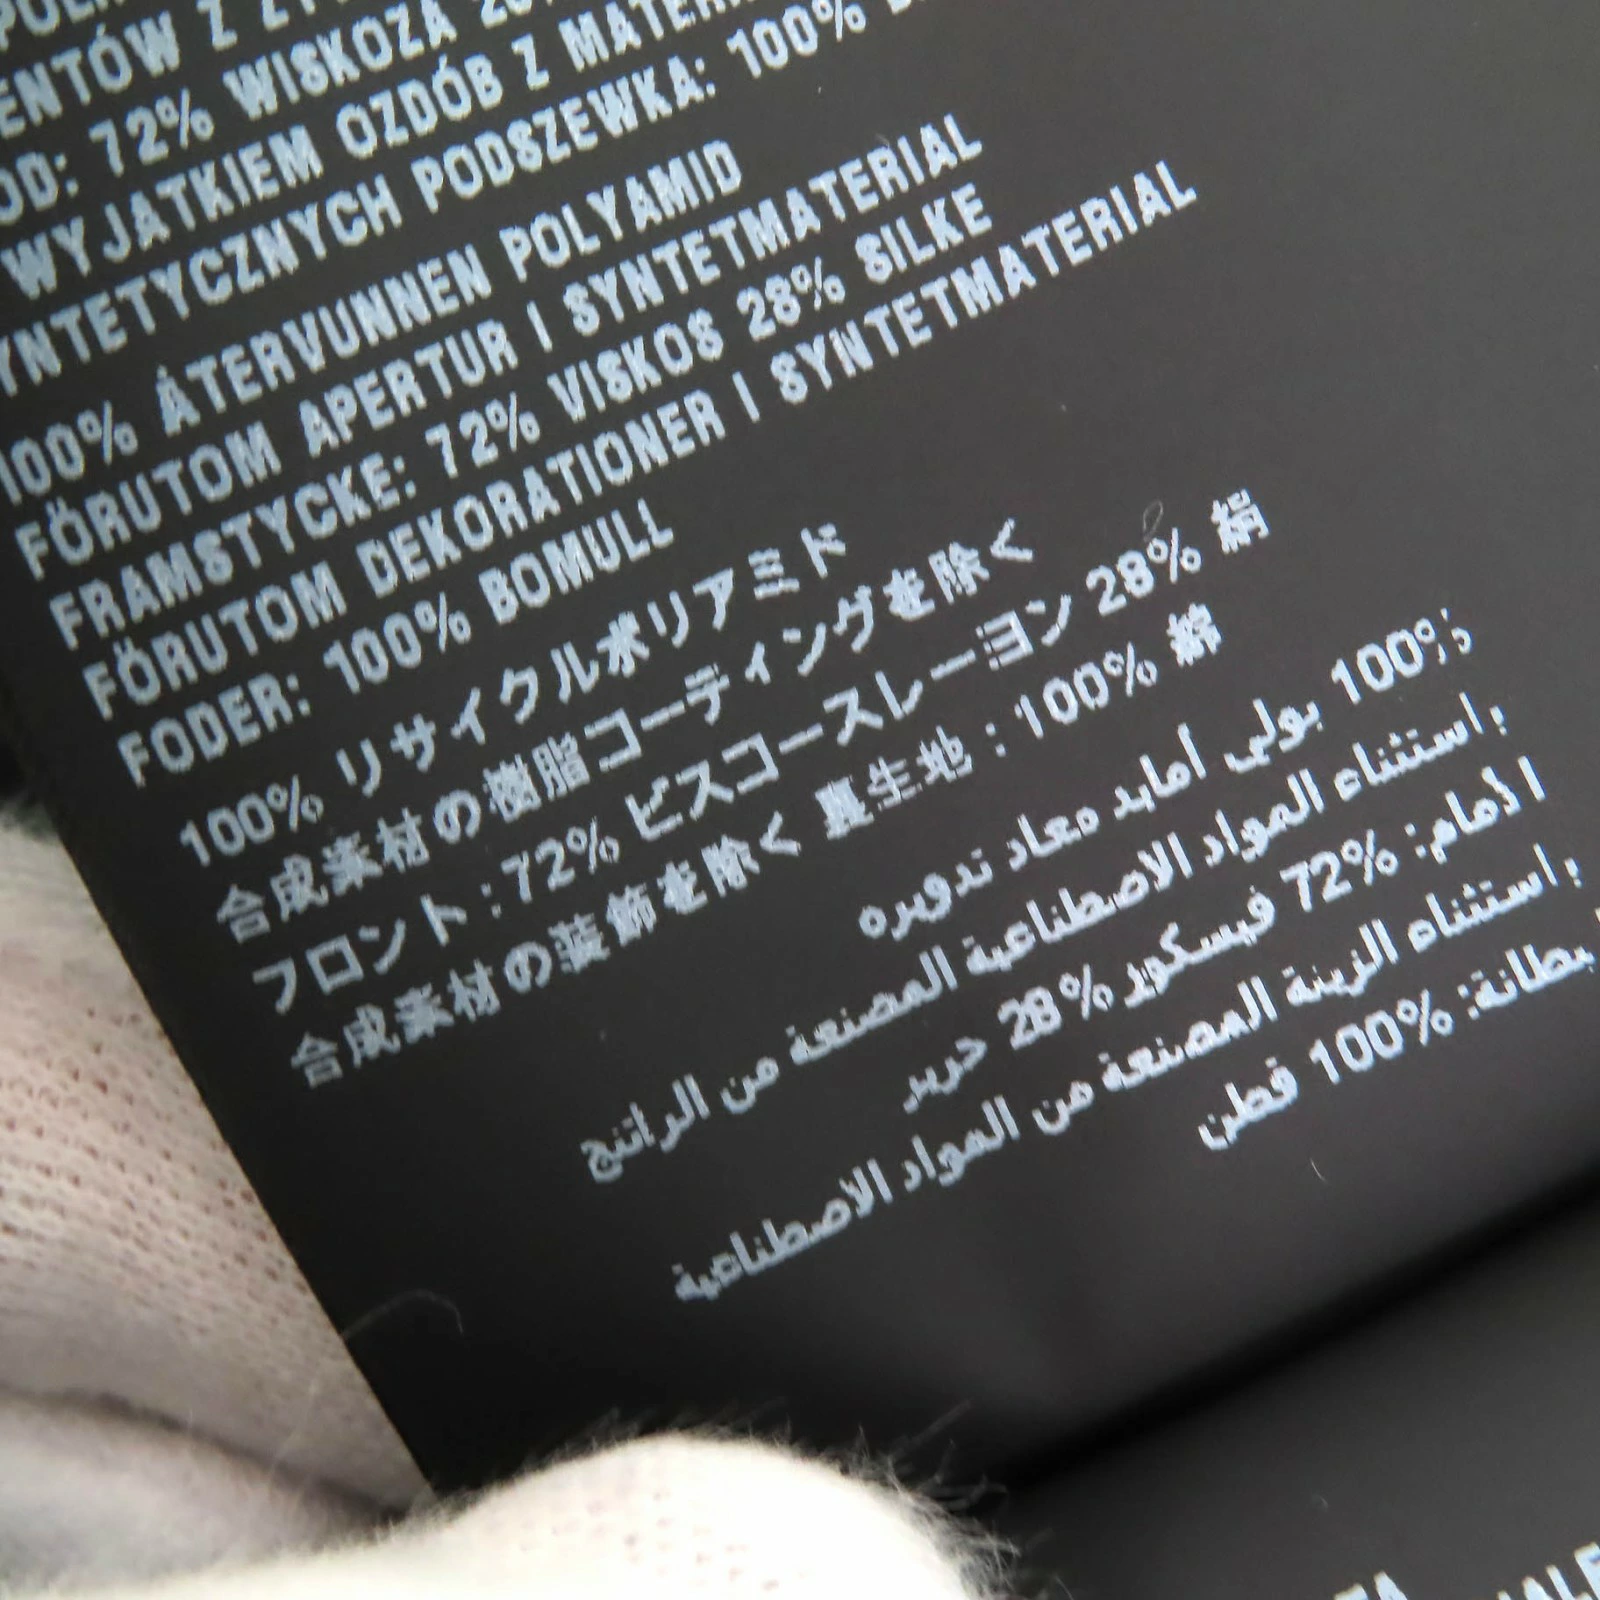 ENTÓW Z
OD: 72% WISKOZA
WYJATKIEM OZDÓB Z
YNTETYCZNYCH PODSZEWKA: 100%
100% ÅTERVUNNEN POLYAMID
FÖRUTOM APERTUR I SYNTETMATERIAL
FRAMSTYCKE: 72% VISKOS 28% SILKE
FÖRUTOM DEKORATIONER I SYNTETMATERIAL
FODER: 100% BOMULL
100% リサイクルポリアミド
合成素材の樹脂コーティングを除く
フロント : 72% ビスコースレーヨン 28% 絹
合成素材の装飾を除く 裏生地 : 100% 綿
100% بولي أمايد معاد تدويره
باستثناء المواد الاصطناعية المصنعة من الراتنج
الأمام: 72% فيسكوز 28% حرير
باستثناء الزينة المصنعة من المواد الاصطناعية
بطانة: 100% قطن